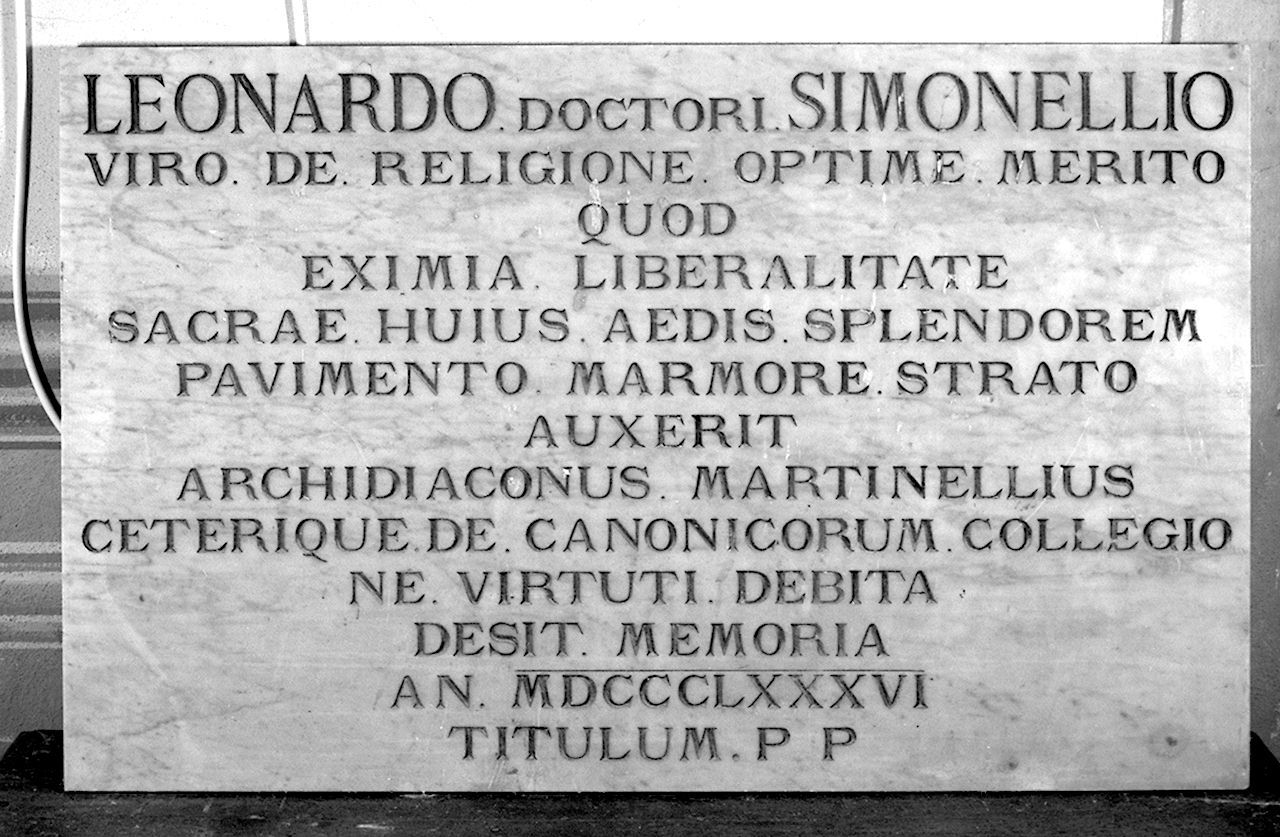 LEONARDO. DOCTORI. SIMONELLIO
VIRO. DE. RELIGIONE. OPTIME. MERITO
QUOD
EXIMIA. LIBERALITATE
SACRAE. HUIUS. AEDIS. SPLENDOREM
PAVIMENTO. MARMORE. STRATO
AUXERIT
ARCHIDIACONUS. MARTINELLIUS
CETERIQUE. DE. CANONICORUM. COLLEGIO
NE. VIRTUTI. DEBITA
DESIT. MEMORIA
AN. MDCCCLXXXVI
TITULUM. P P